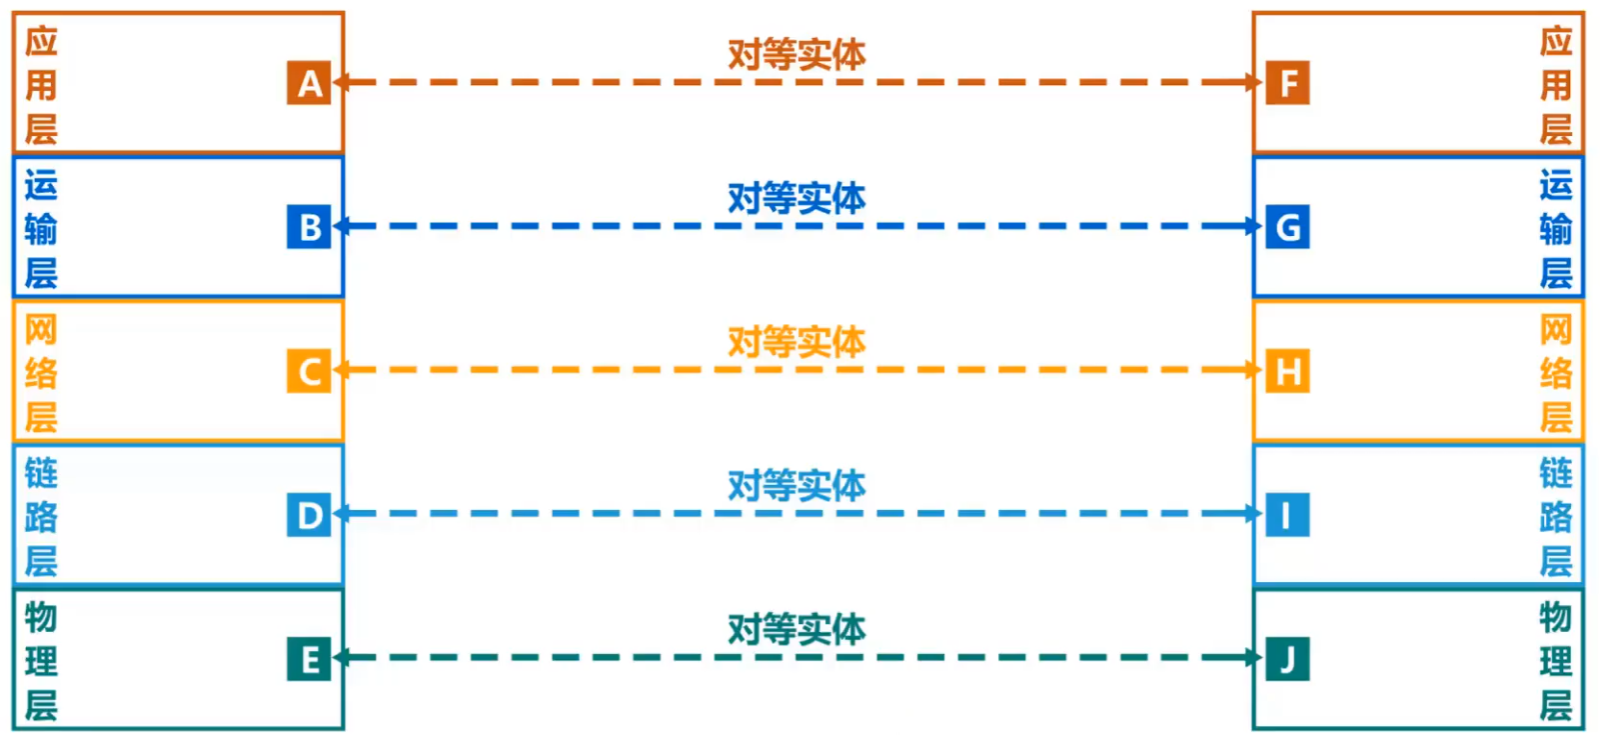 应用层 A 对等实体 F 应用层
运输层 B 对等实体 G 运输层
网络层 C 对等实体 H 网络层
链路层 D 对等实体 I 链路层
物理层 E 对等实体 J 物理层